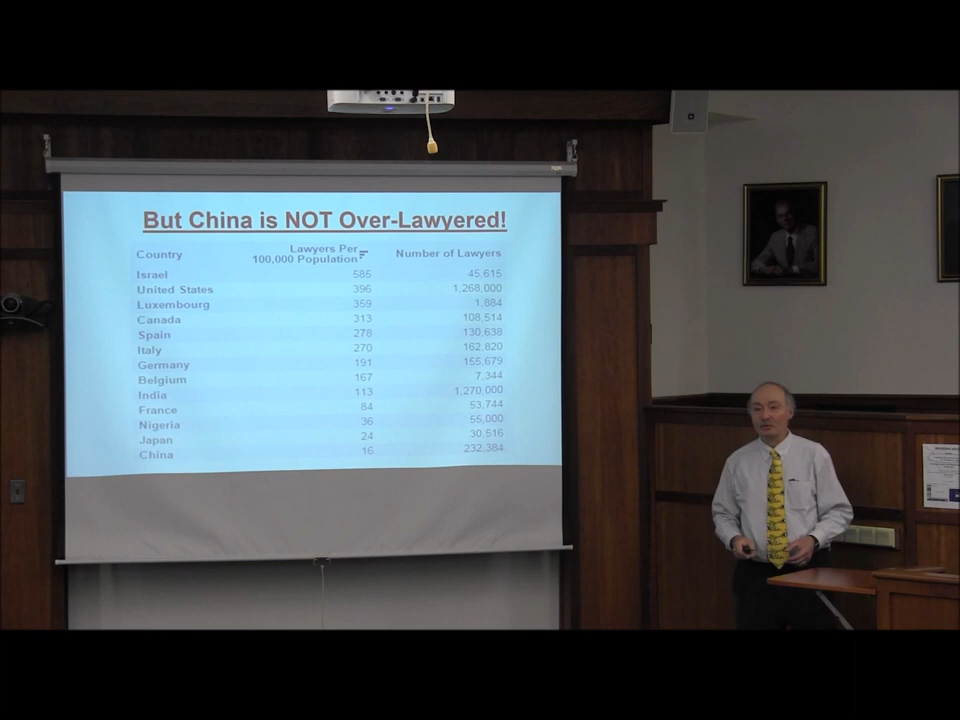 But China is NOT Over-Lawyered!
Country Lawyers Per 100,000 Population Number of Lawyers
Israel 585 45,615
United States 396 1,268,000
Luxembourg 359 1,884
Canada 313 108,514
Spain 278 130,638
Italy 270 162,820
Germany 191 155,679
Belgium 167 7,344
India 113 1,270,000
France 84 53,744
Nigeria 36 55,000
Japan 24 30,516
China 16 232,384